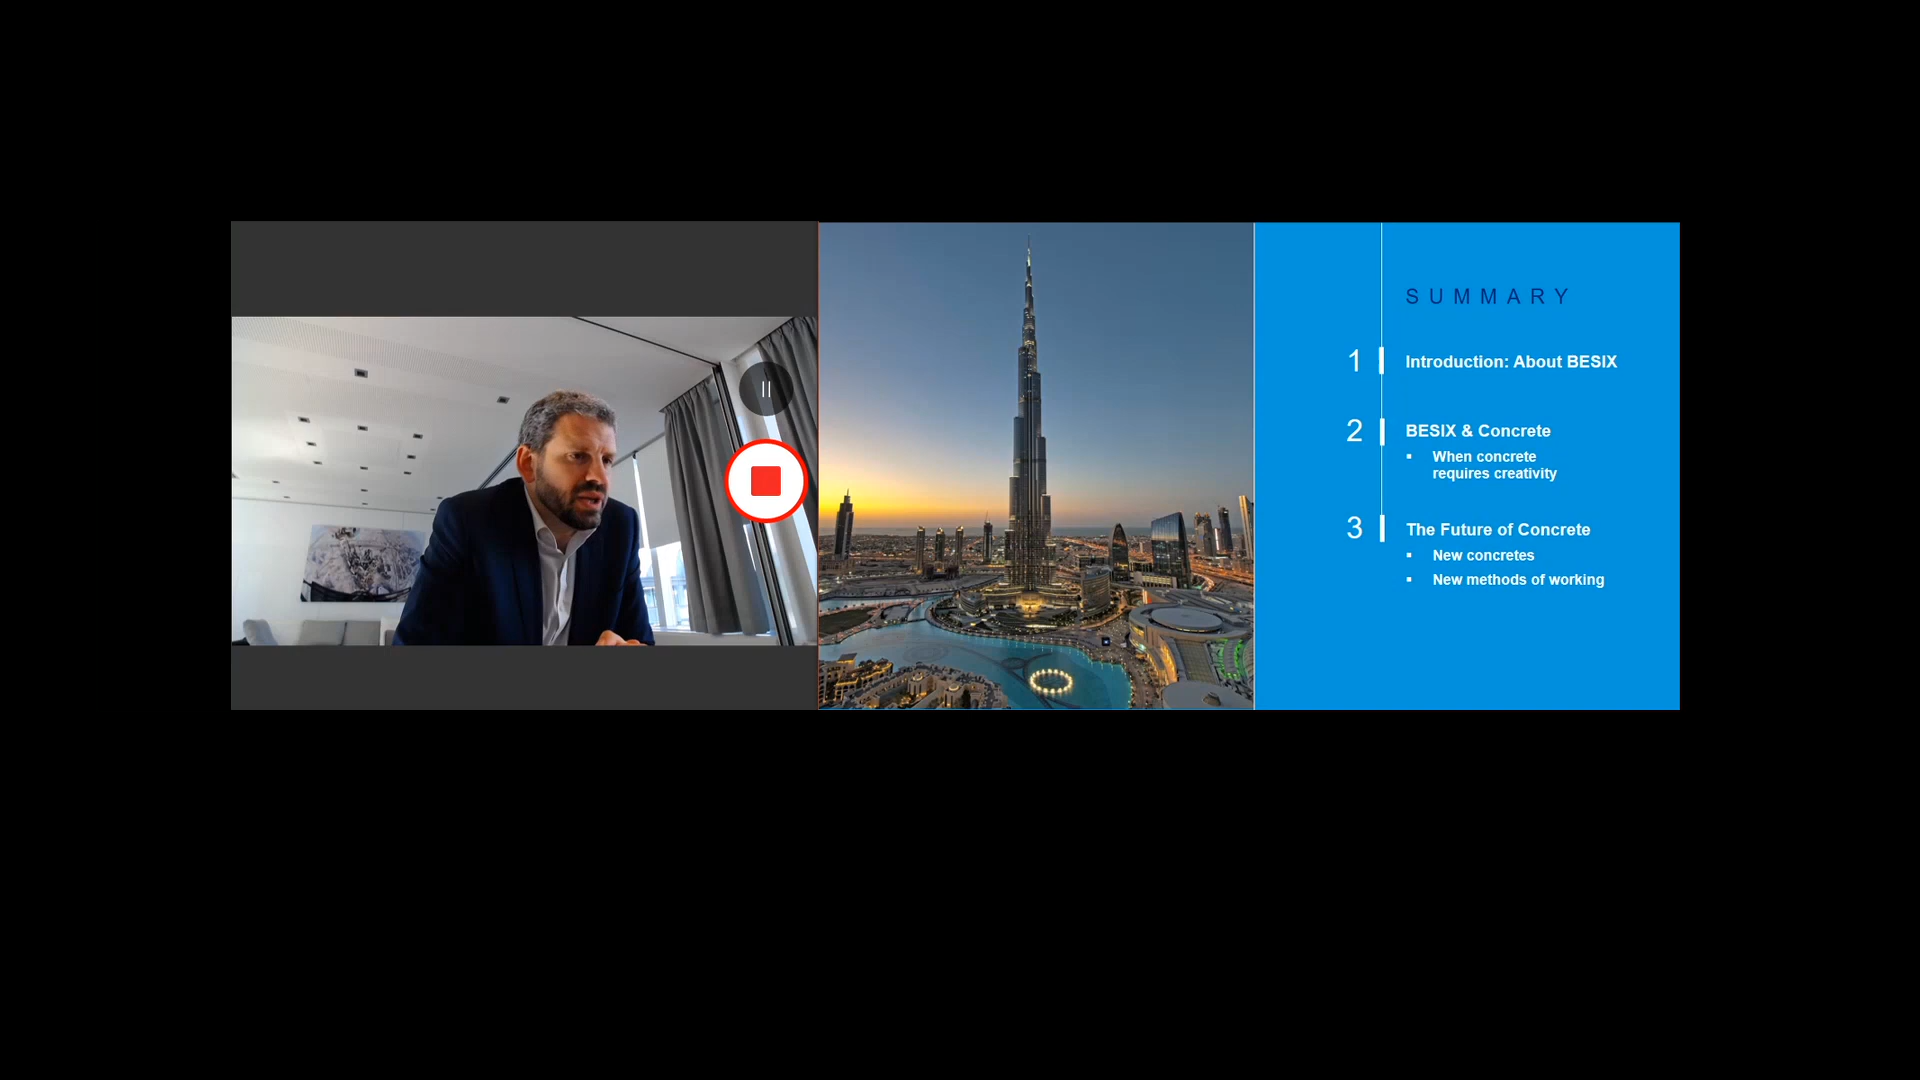 SUMMARY
1 Introduction: About BESIX
2 BESIX & Concrete
▪ When concrete
requires creativity
3 The Future of Concrete
▪ New concretes
▪ New methods of working